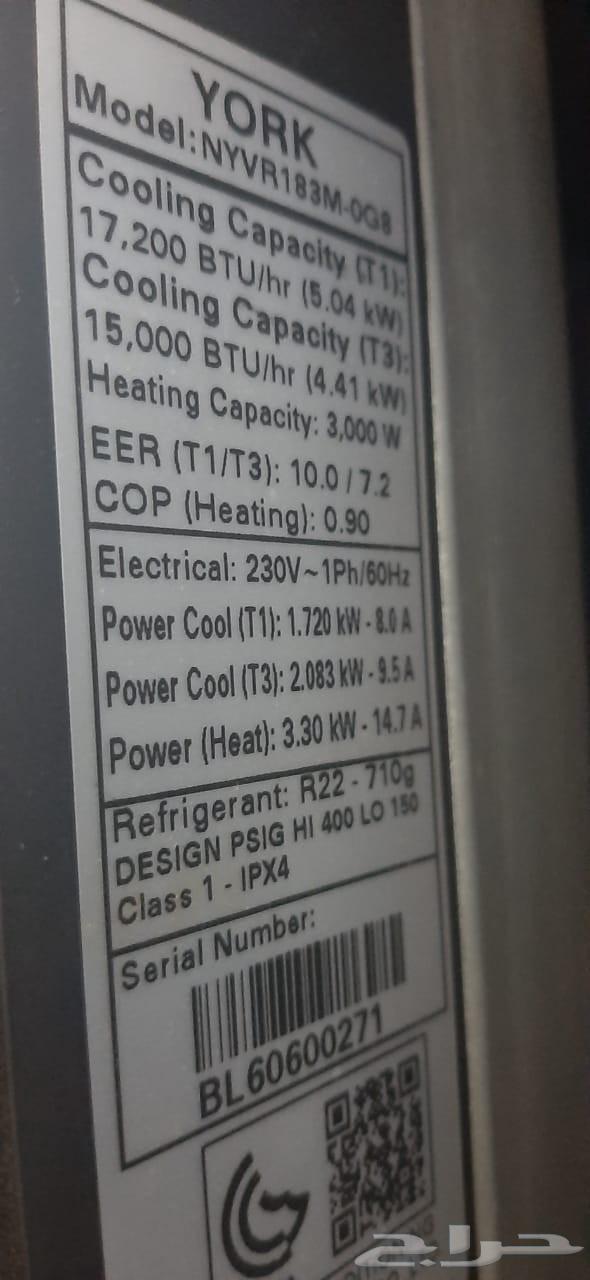 YORK
Model:NYVR183M-0G8
Cooling Capacity (T1):
17,200 BTU/hr (5.04 kW)
Cooling Capacity (T3):
15,000 BTU/hr (4.41 kW)
Heating Capacity: 3,000 W
EER (T1/T3): 10.0 / 7.2
COP (Heating): 0.90
Electrical: 230V~1Ph/60Hz
Power Cool (T1): 1.720 kW - 8.0 A
Power Cool (T3): 2.083 kW - 9.5 A
Power (Heat): 3.30 kW - 14.7 A
Refrigerant: R22 - 710g
DESIGN PSIG HI 400 LO 150
Class 1 - IPX4
Serial Number:
BL60600271
حراج